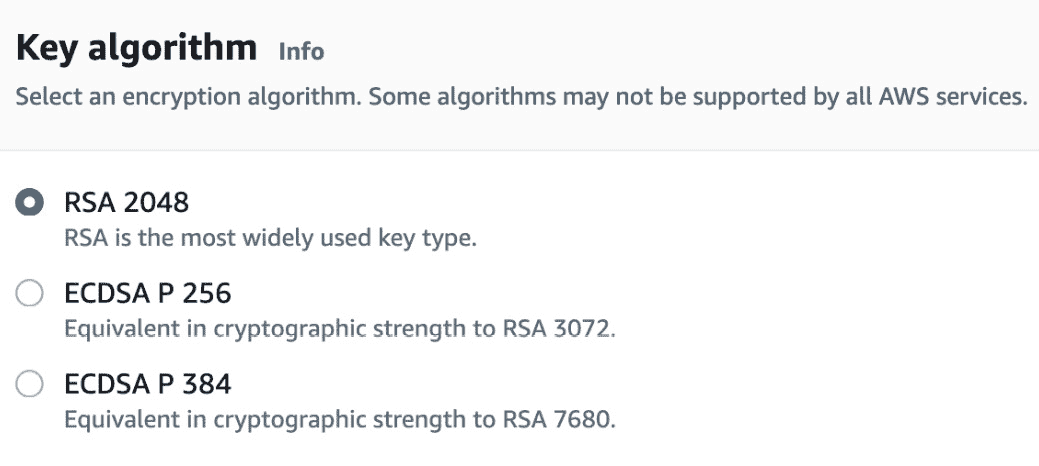 Key algorithm Info
Select an encryption algorithm. Some algorithms may not be supported by all AWS services.
RSA 2048
RSA is the most widely used key type.
ECDSA P 256
Equivalent in cryptographic strength to RSA 3072.
ECDSA P 384
Equivalent in cryptographic strength to RSA 7680.